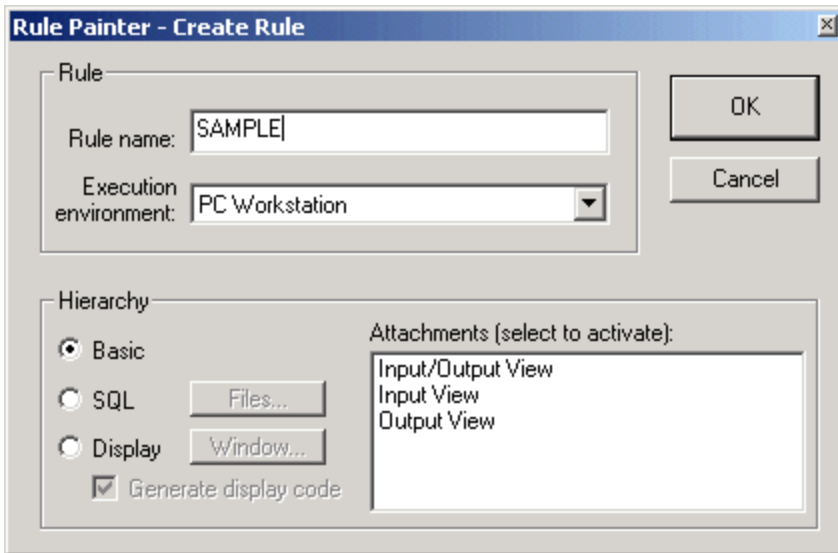 Rule Painter - Create Rule
Rule
Rule name:
SAMPLE
Execution
environment:
PC Workstation
OK
Cancel
Hierarchy
Basic
SQL
Files...
Display
Window...
Generate display code
Attachments (select to activate):
Input/Output View
Input View
Output View